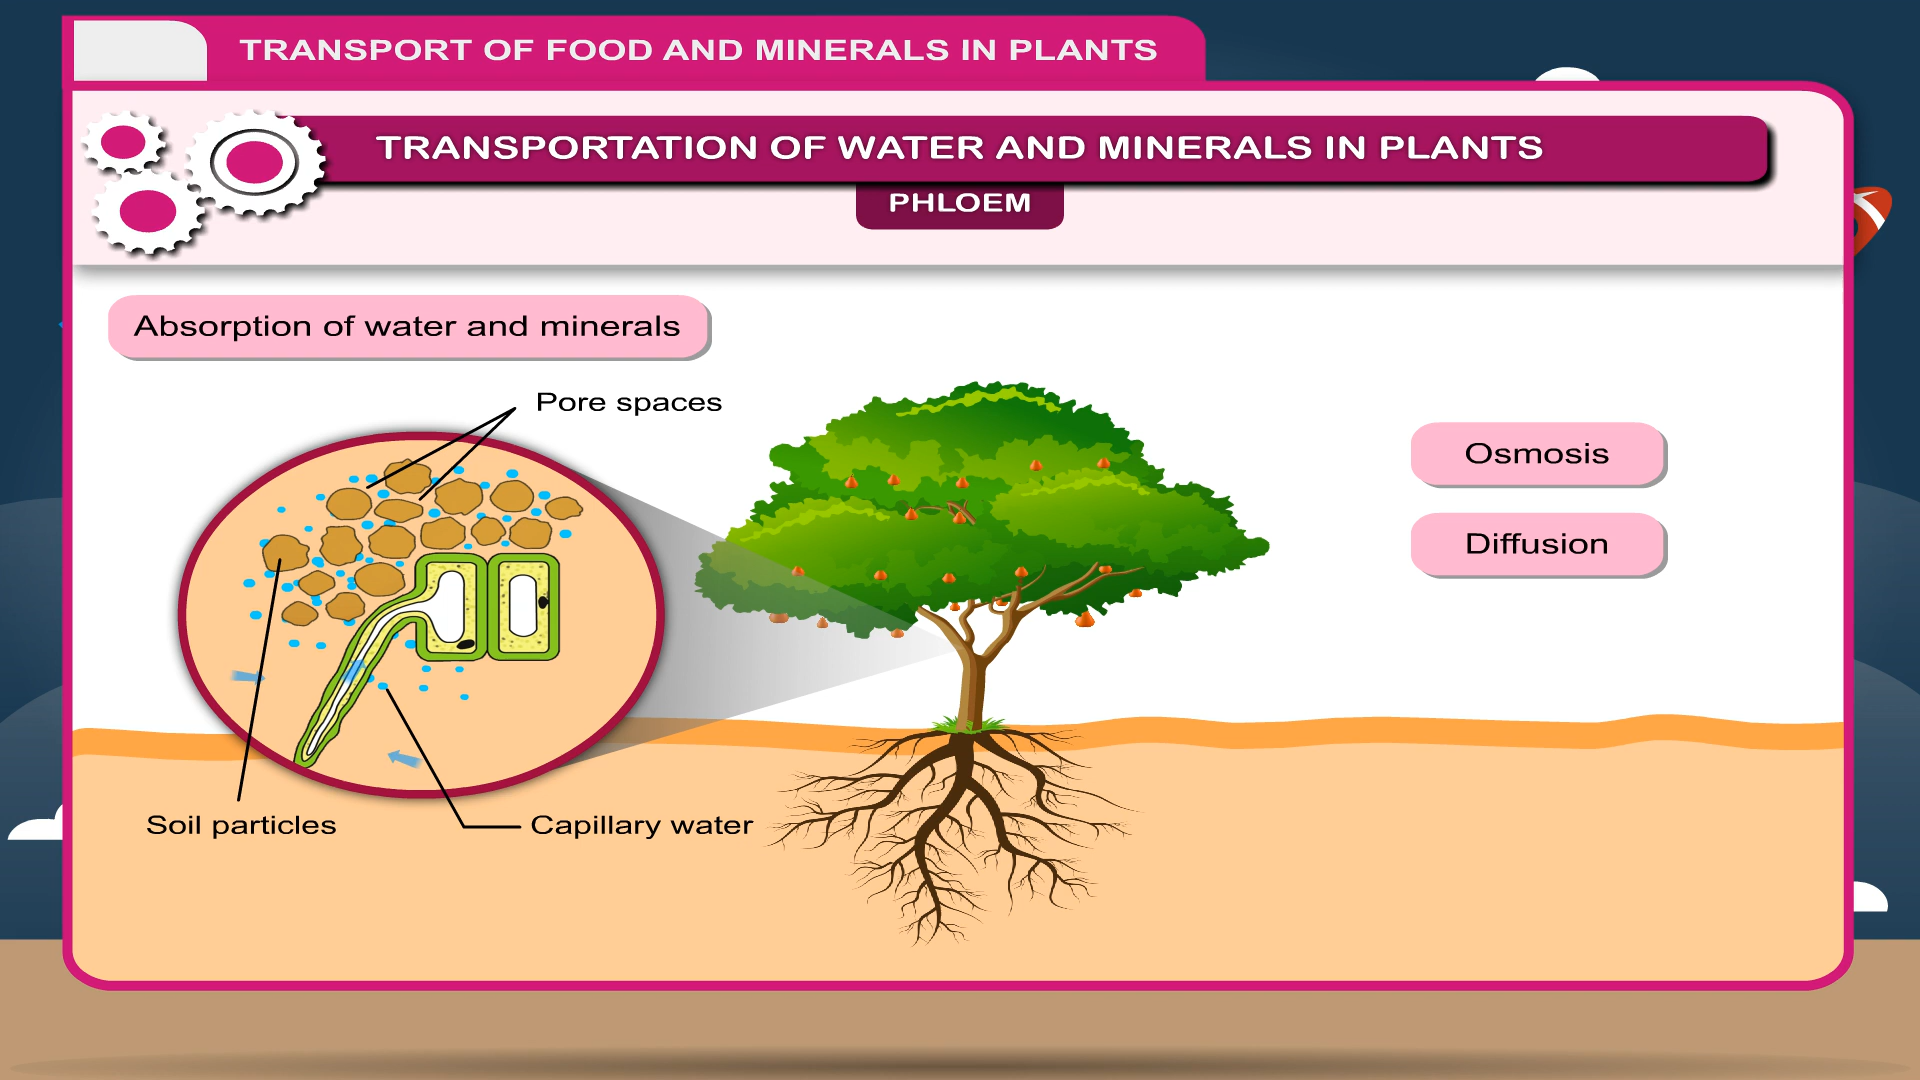 TRANSPORT OF FOOD AND MINERALS IN PLANTS
TRANSPORTATION OF WATER AND MINERALS IN PLANTS
PHLOEM
Absorption of water and minerals
Pore spaces
Osmosis
Diffusion
Soil particles
Capillary water